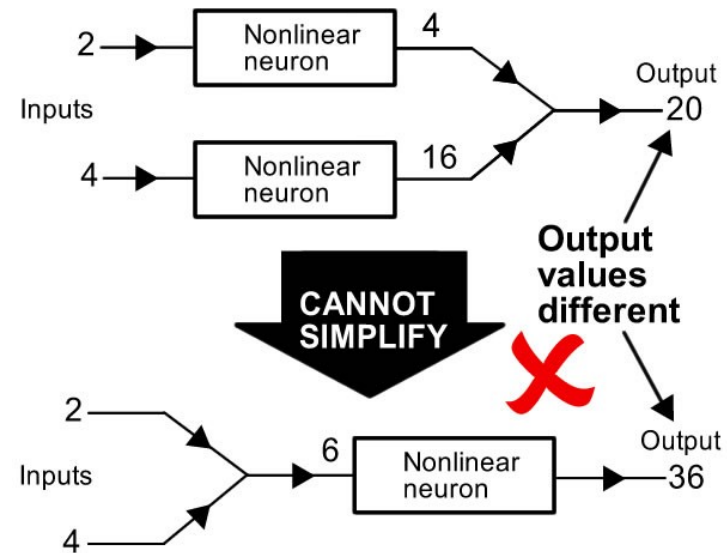 2
Nonlinear
neuron
4
Inputs
4
Nonlinear
neuron
16
Output
20
Output
values
different
CANNOT
SIMPLIFY
2
Inputs
4
6
Nonlinear
neuron
Output
36